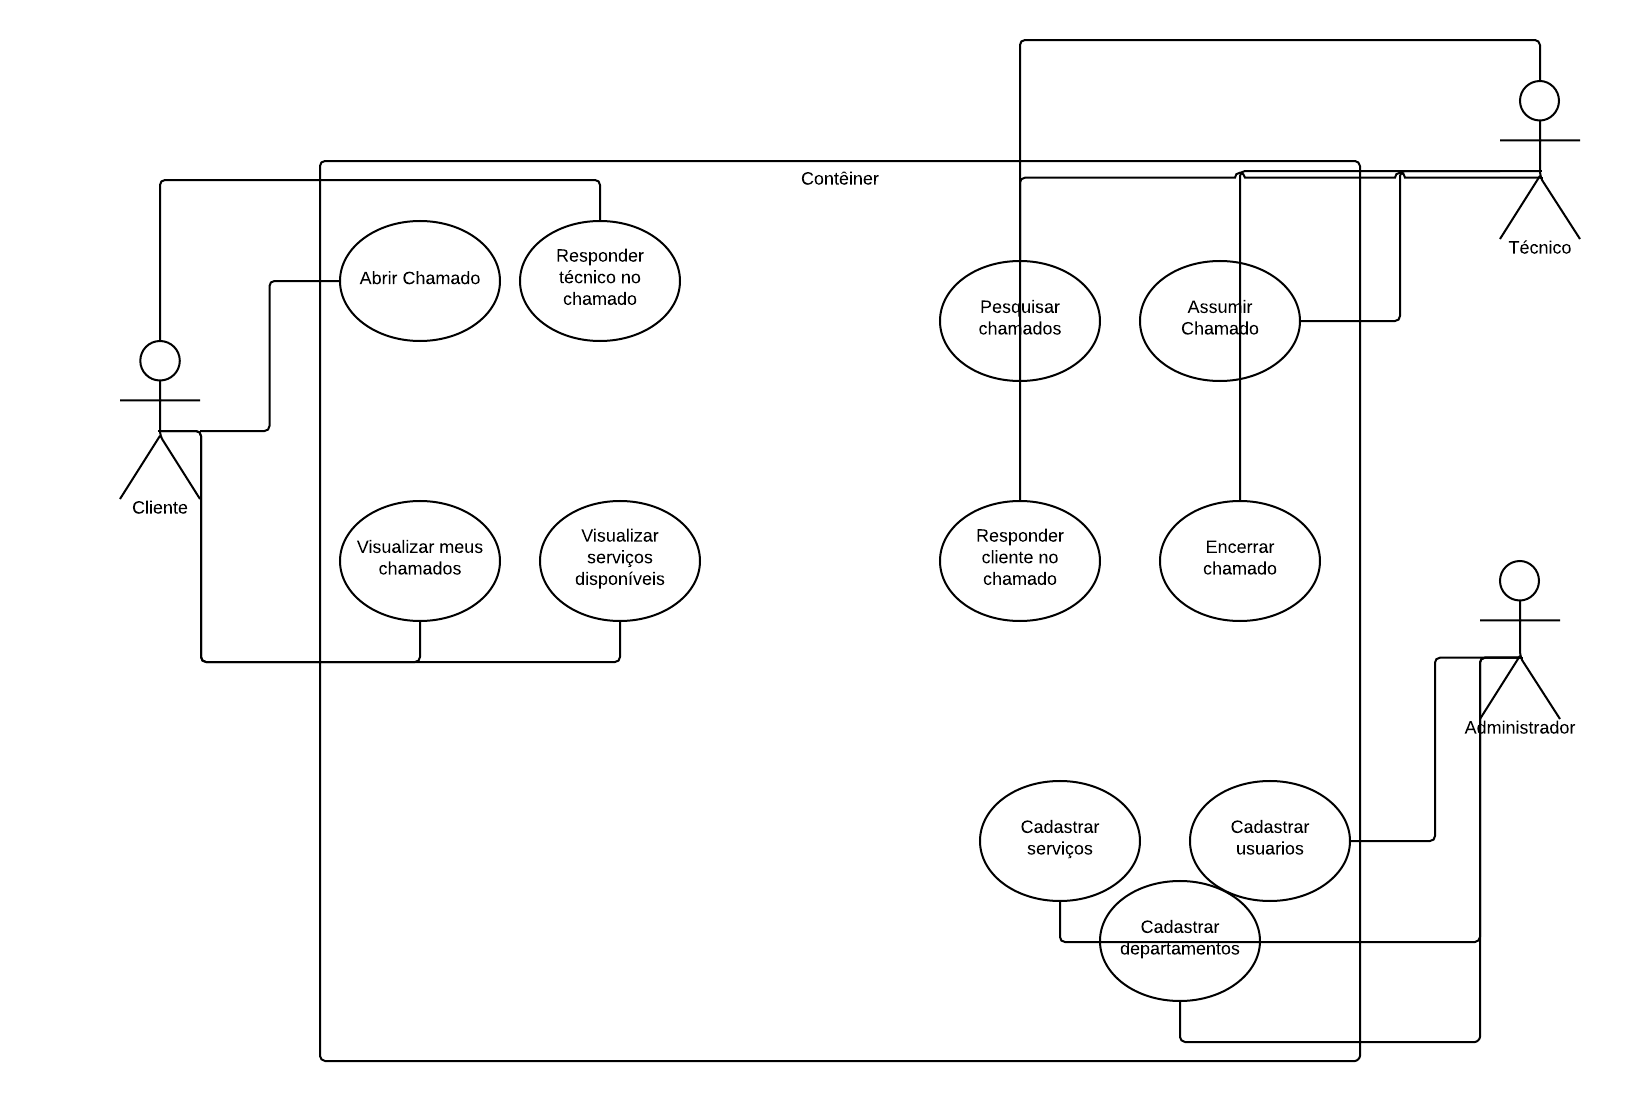 Contêiner
Técnico
Abrir Chamado
Responder
técnico no
chamado
Pesquisar
chamados
Assumir
Chamado
Cliente
Visualizar meus
chamados
Visualizar
serviços
disponíveis
Responder
cliente no
chamado
Encerrar
chamado
Administrador
Cadastrar
serviços
Cadastrar
usuarios
Cadastrar
departamentos